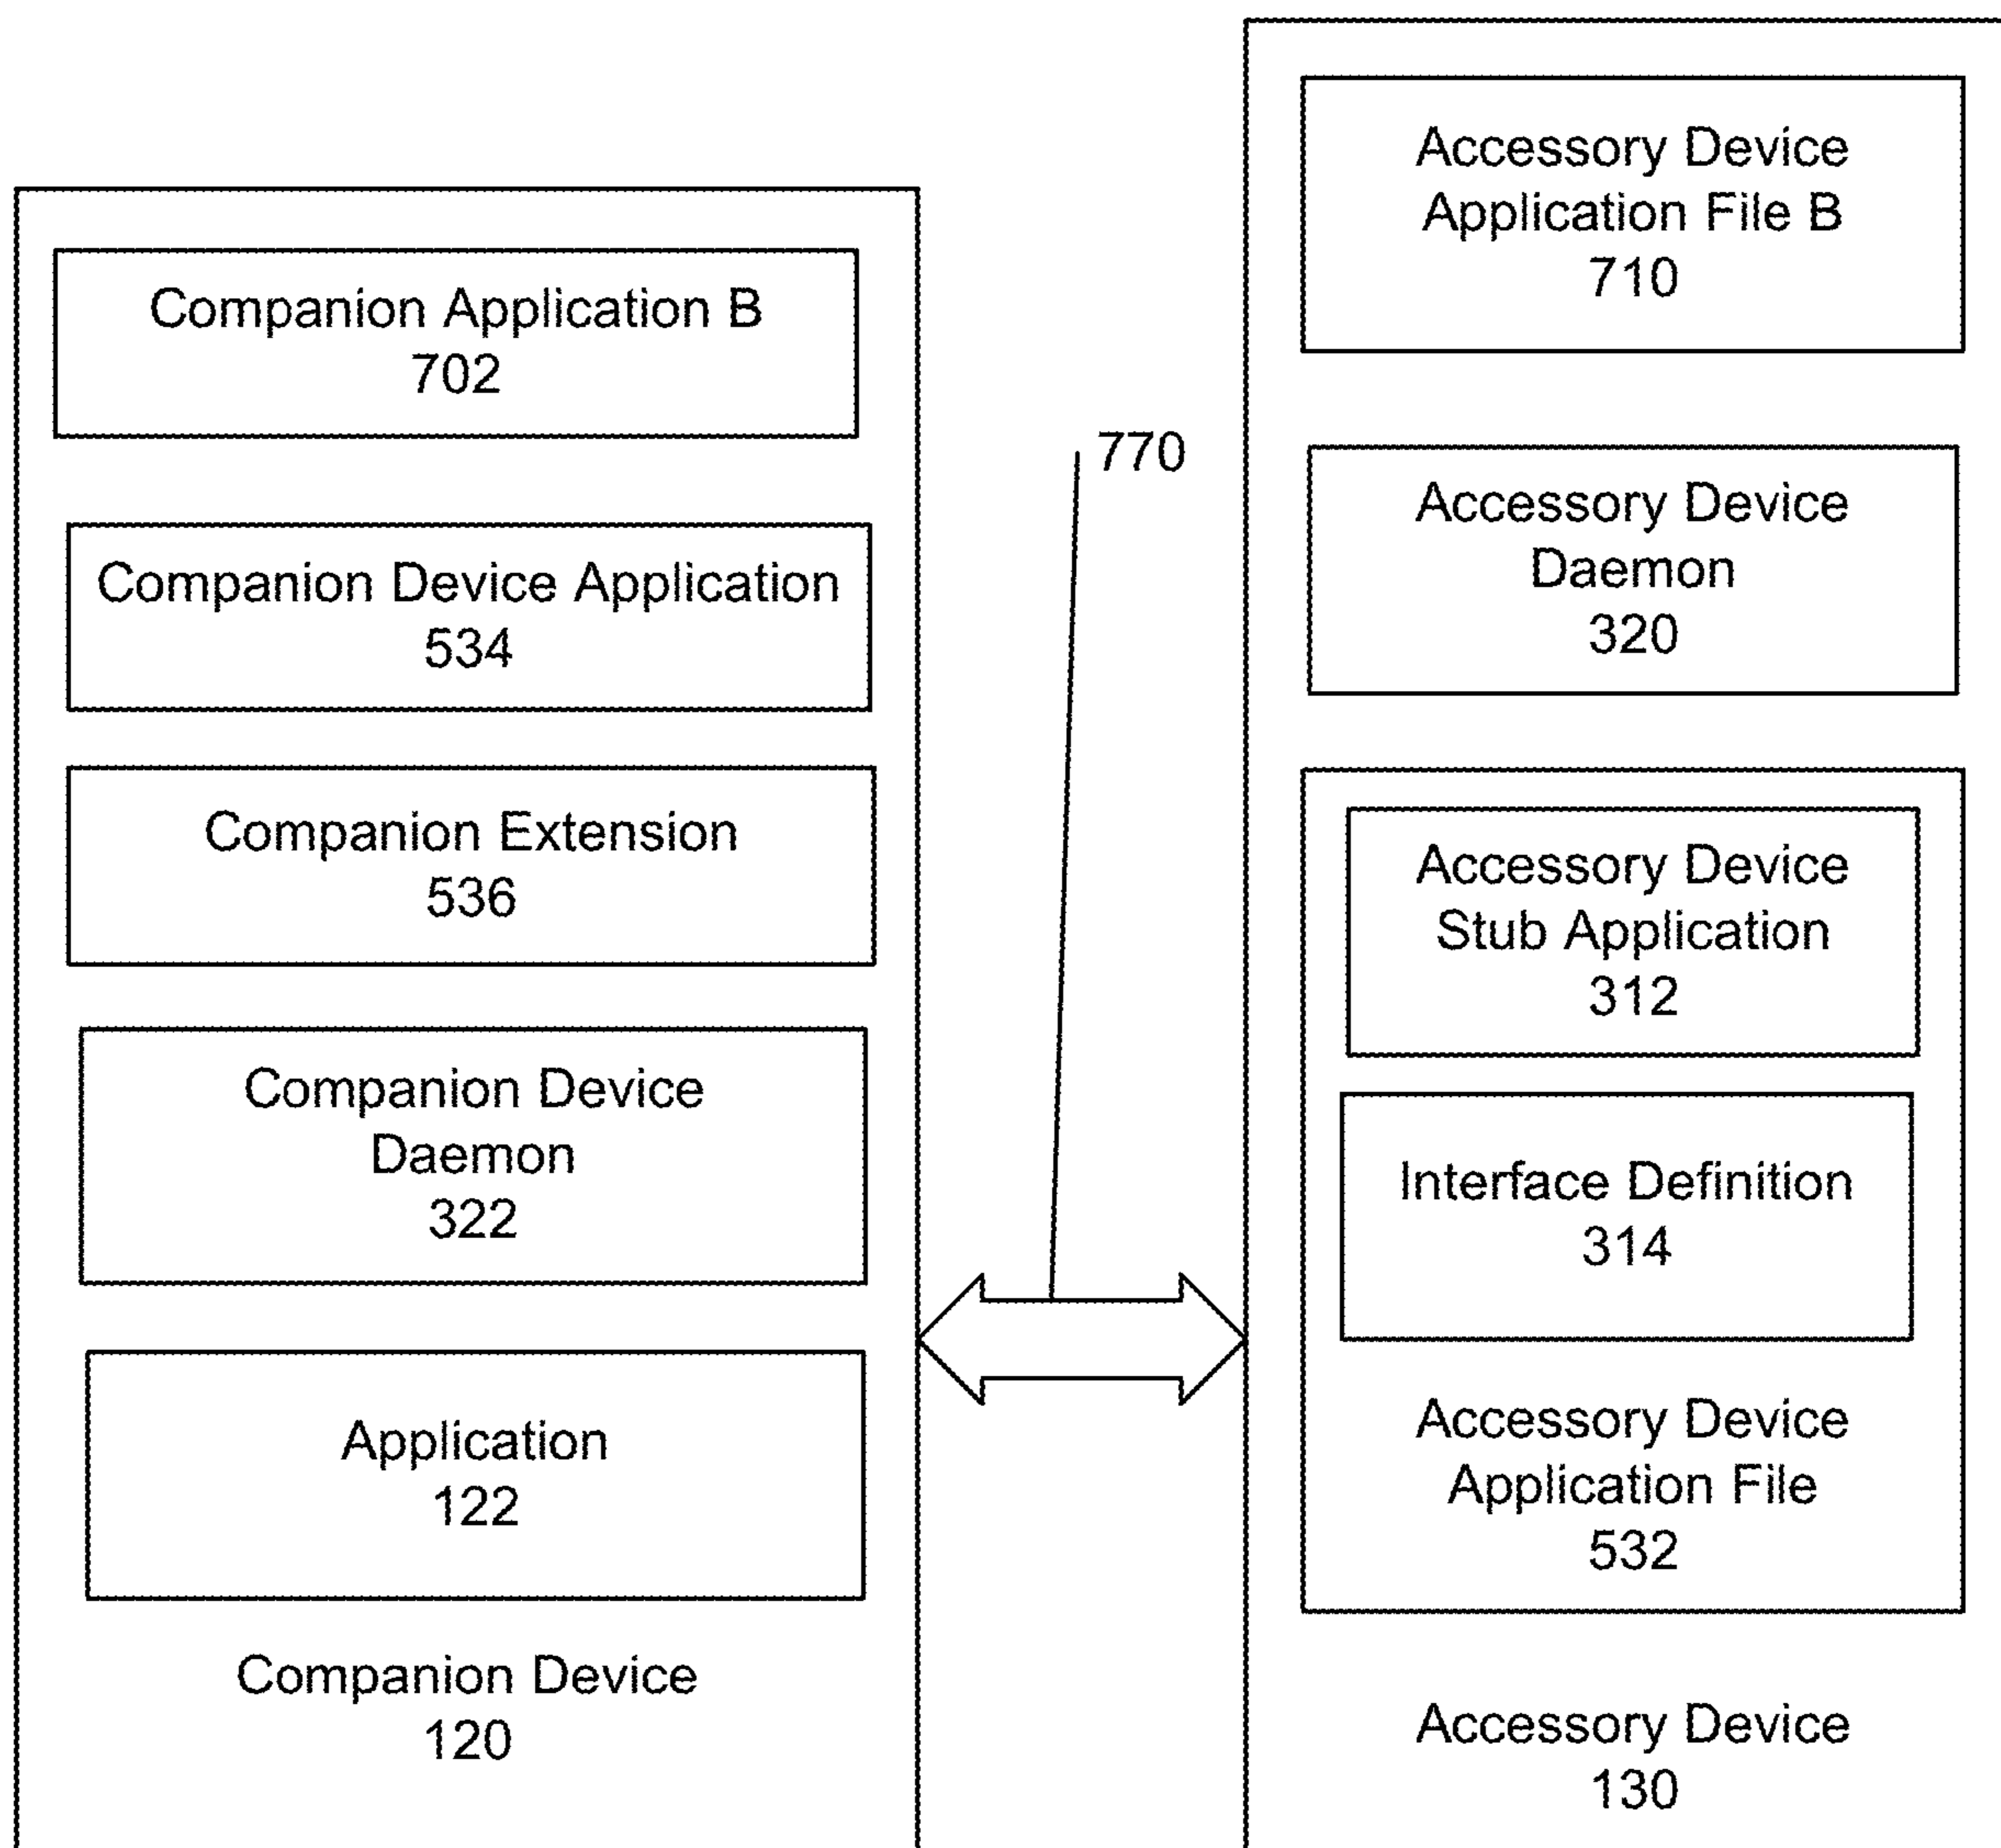 Companion Application B
702
Companion Device Application
534
Companion Extension
536
Companion Device
Daemon
322
Application
122
Companion Device
120
770
Accessory Device
Application File B
710
Accessory Device
Daemon
320
Accessory Device
Stub Application
312
Interface Definition
314
Accessory Device
Application File
532
Accessory Device
130